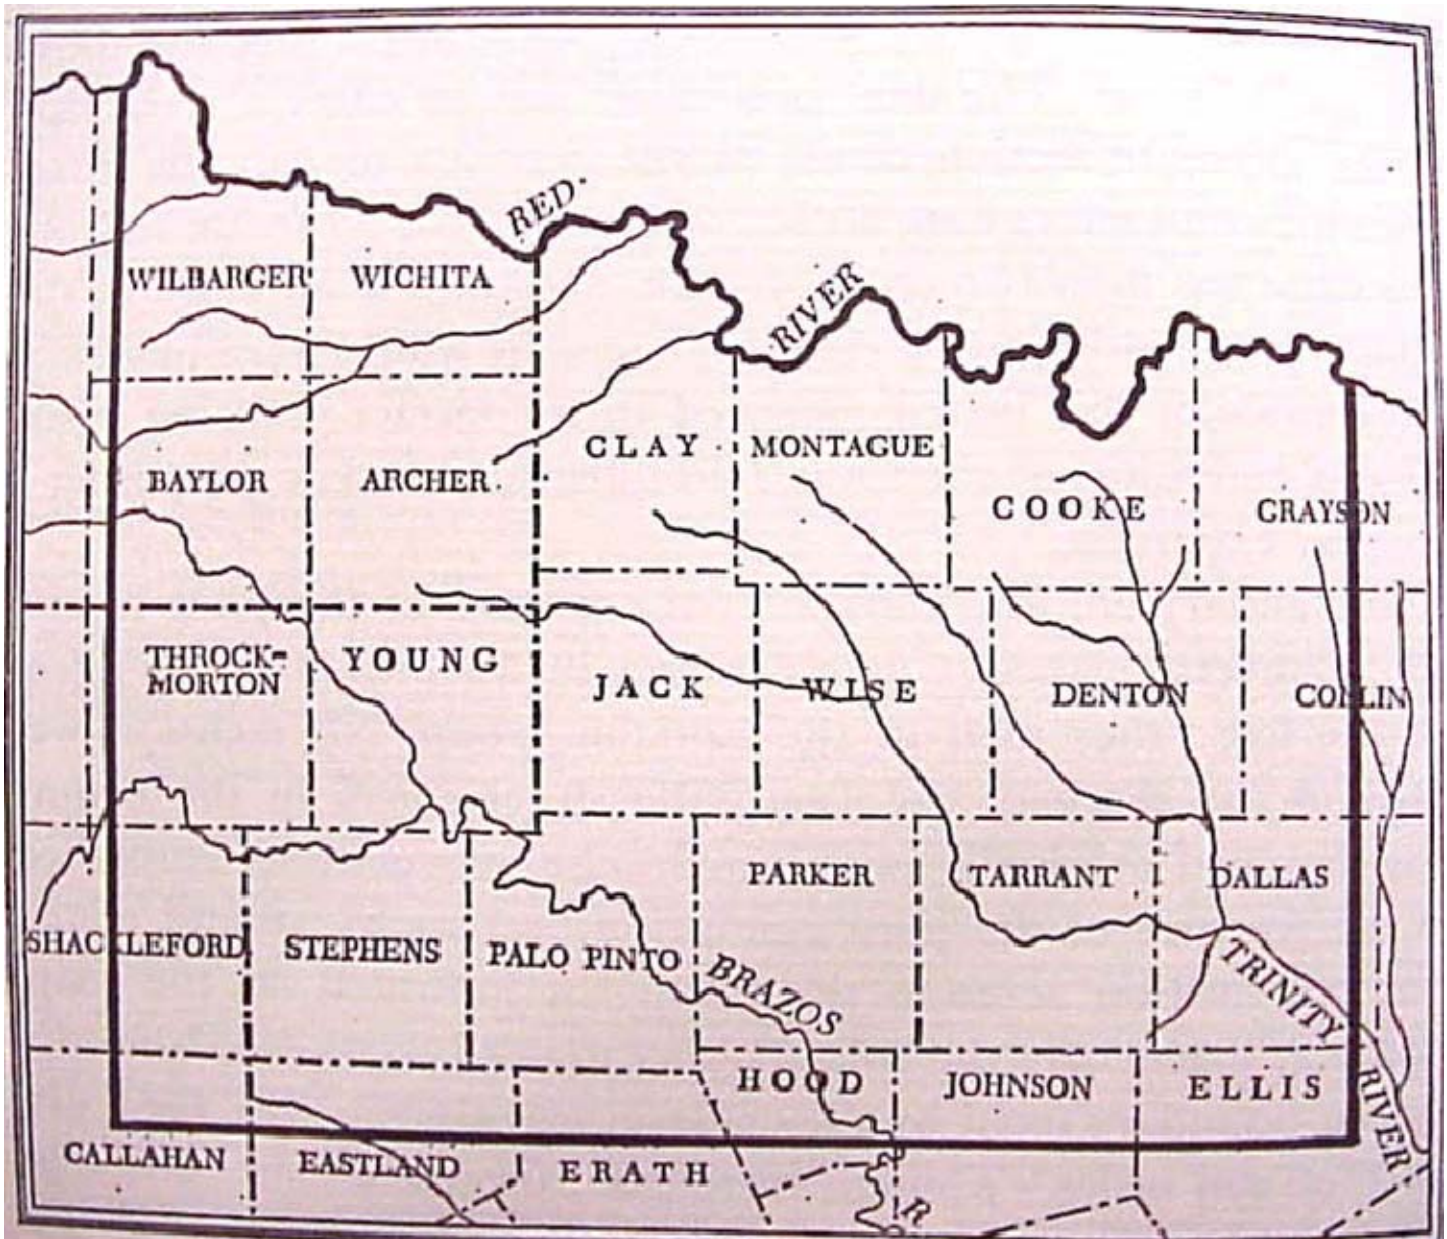 RED
RIVER
WILBARGER
WICHITA
CLAY
MONTAGUE
BAYLOR
ARCHER
COOKE
GRAYSON
THROCK=
MORTON
YOUNG
JACK
WISE
DENTON
COLLIN
PARKER
TARRANT
DALLAS
SHACKLEFORD
STEPHENS
PALO PINTO
BRAZOS
TRINITY
HOOD
JOHNSON
ELLIS
RIVER
CALLAHAN
EASTLAND
ERATH
R